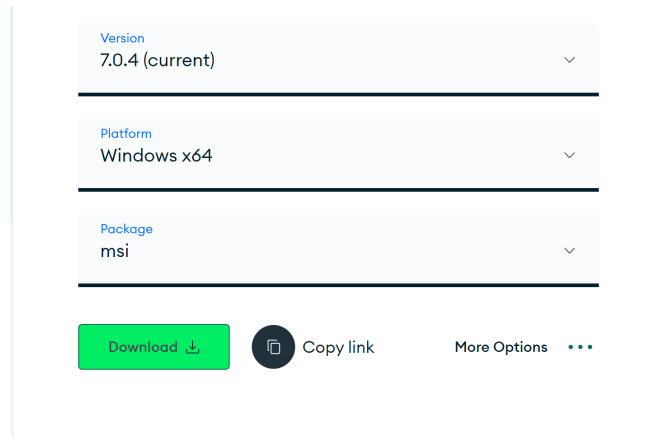 Version
7.0.4 (current)
Platform
Windows x64
Package
msi
Download
Copy link
More Options